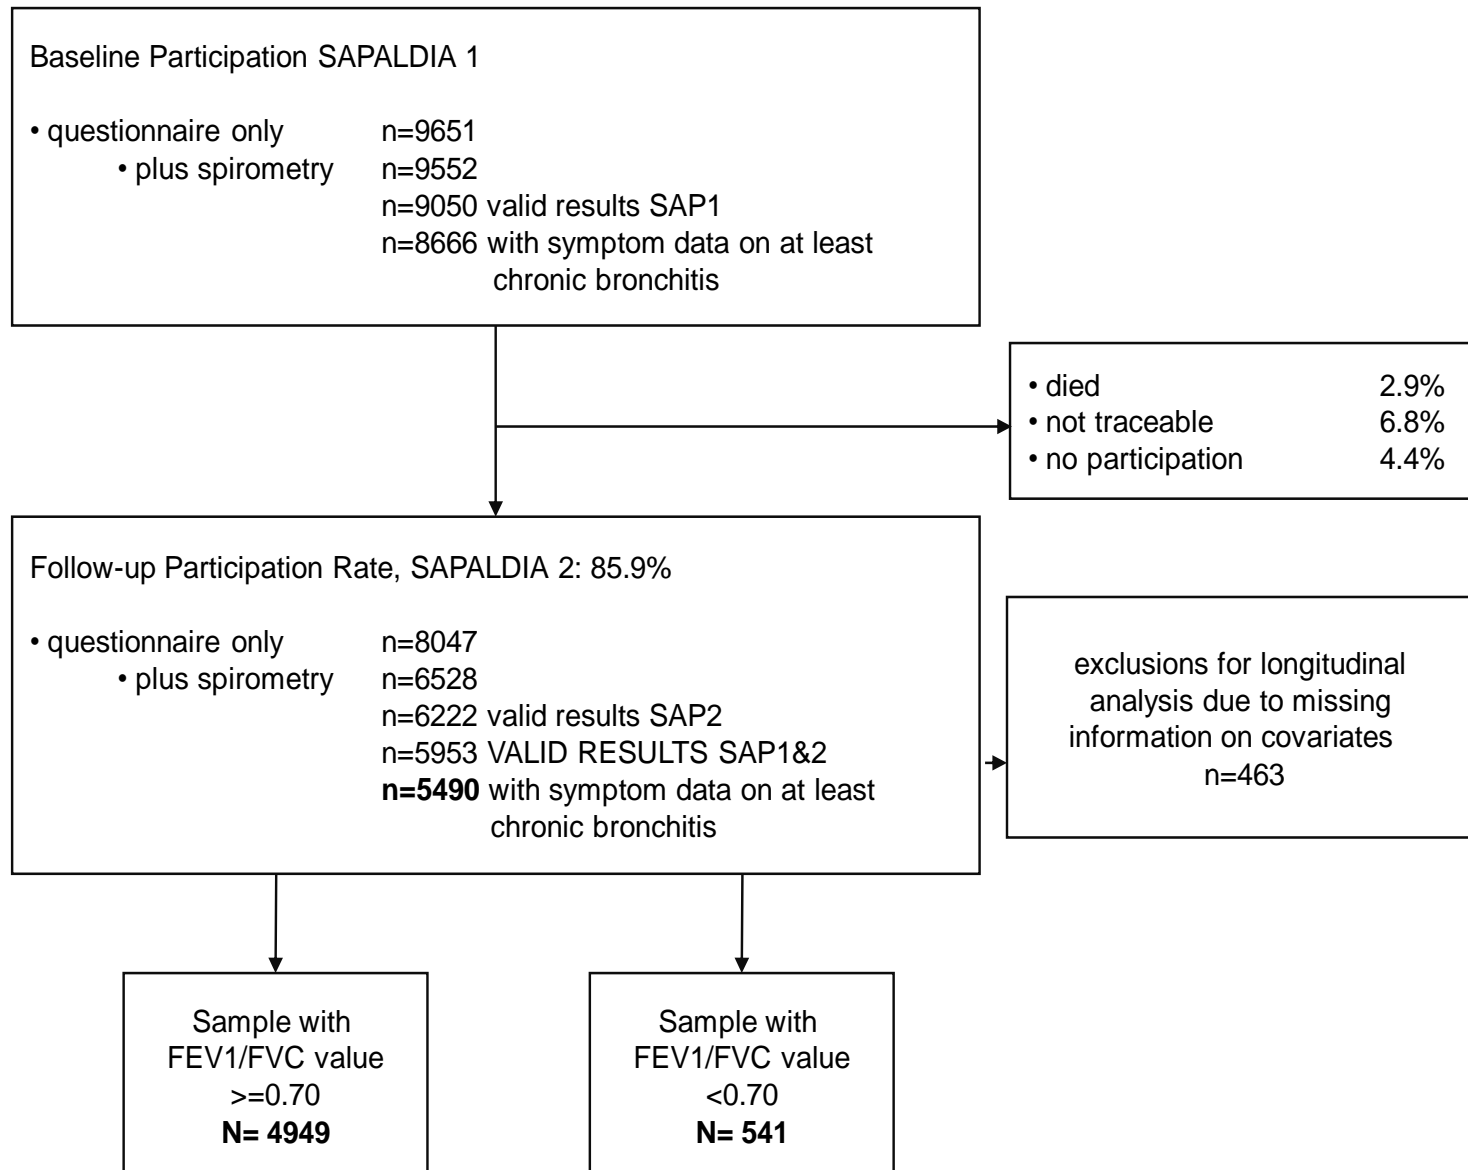 Baseline Participation SAPALDIA 1
• questionnaire only n=9651
• plus spirometry n=9552
n=9050 valid results SAP1
n=8666 with symptom data on at least
chronic bronchitis
• died 2.9%
• not traceable 6.8%
• no participation 4.4%
Follow-up Participation Rate, SAPALDIA 2: 85.9%
• questionnaire only n=8047
• plus spirometry n=6528
n=6222 valid results SAP2
n=5953 VALID RESULTS SAP1&2
n=5490 with symptom data on at least
chronic bronchitis
exclusions for longitudinal
analysis due to missing
information on covariates
n=463
Sample with
FEV1/FVC value
>=0.70
N= 4949
Sample with
FEV1/FVC value
<0.70
N= 541